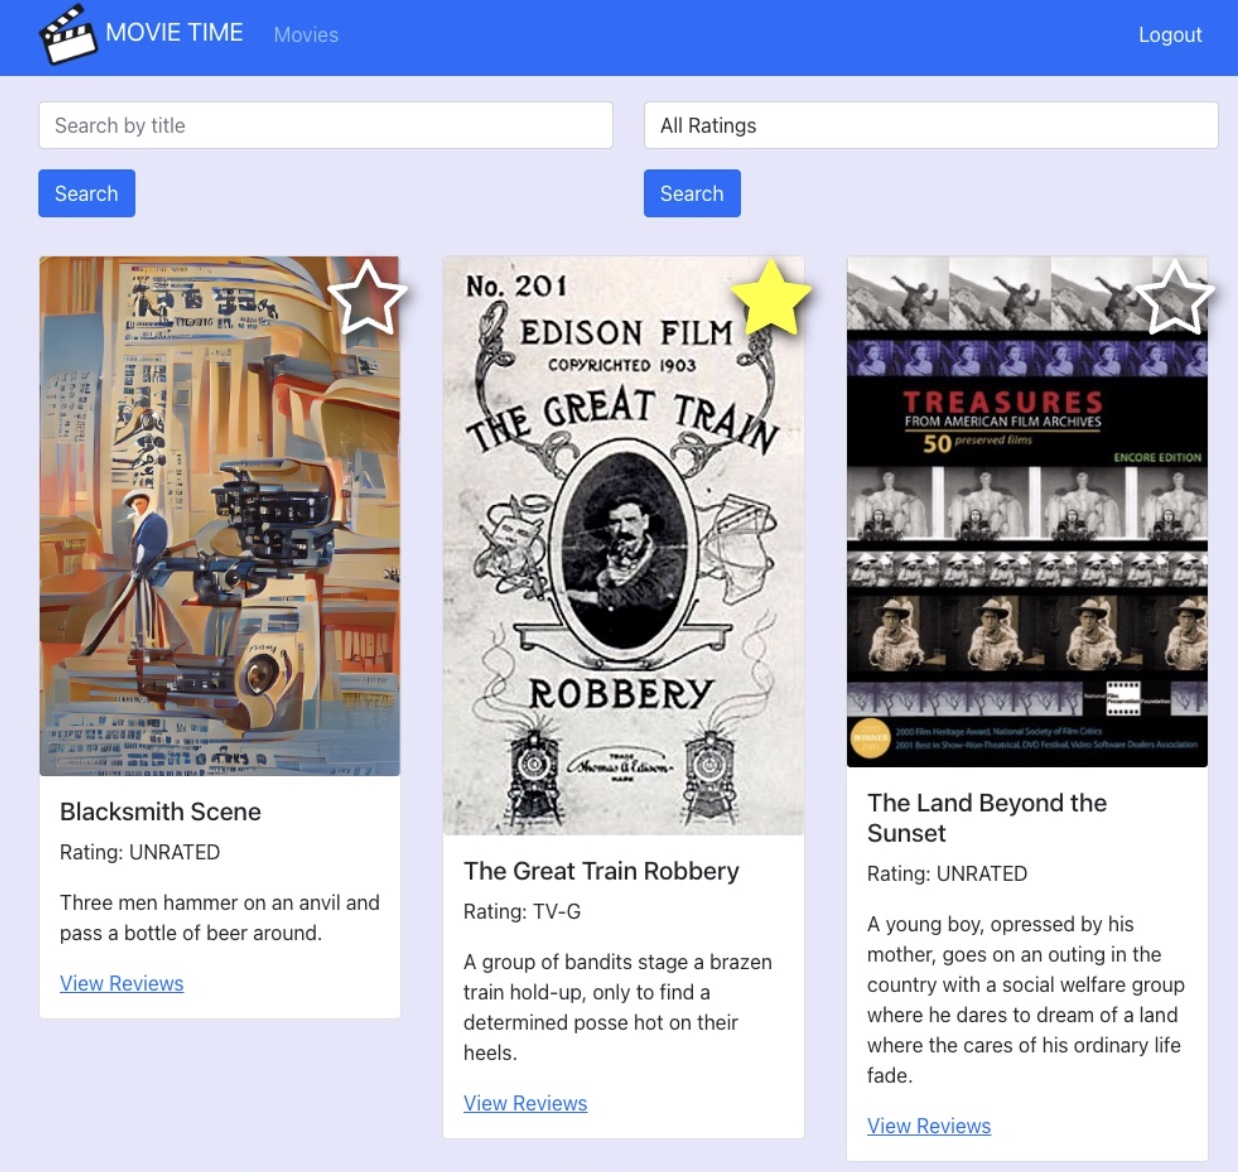 MOVIE TIME
Movies
Logout
Search by title
All Ratings
Search
Search
No. 201
EDISON FILM
COPYRIGHTED 1903
THE GREAT TRAIN
ROBBERY
TRADE
Thomas A Edison
MARK
TREASURES
FROM AMERICAN FILM ARCHIVES
50 preserved films
ENCORE EDITION
National Film Preservation Foundation
WINNER
2000 Film Heritage Award, National Society of Film Critics
2001 Best in Show–Non-Theatrical, DVD Festival, Video Software Dealers Association
Blacksmith Scene
Rating: UNRATED
Three men hammer on an anvil and
pass a bottle of beer around.
View Reviews
The Great Train Robbery
Rating: TV-G
A group of bandits stage a brazen
train hold-up, only to find a
determined posse hot on their
heels.
View Reviews
The Land Beyond the
Sunset
Rating: UNRATED
A young boy, opressed by his
mother, goes on an outing in the
country with a social welfare group
where he dares to dream of a land
where the cares of his ordinary life
fade.
View Reviews